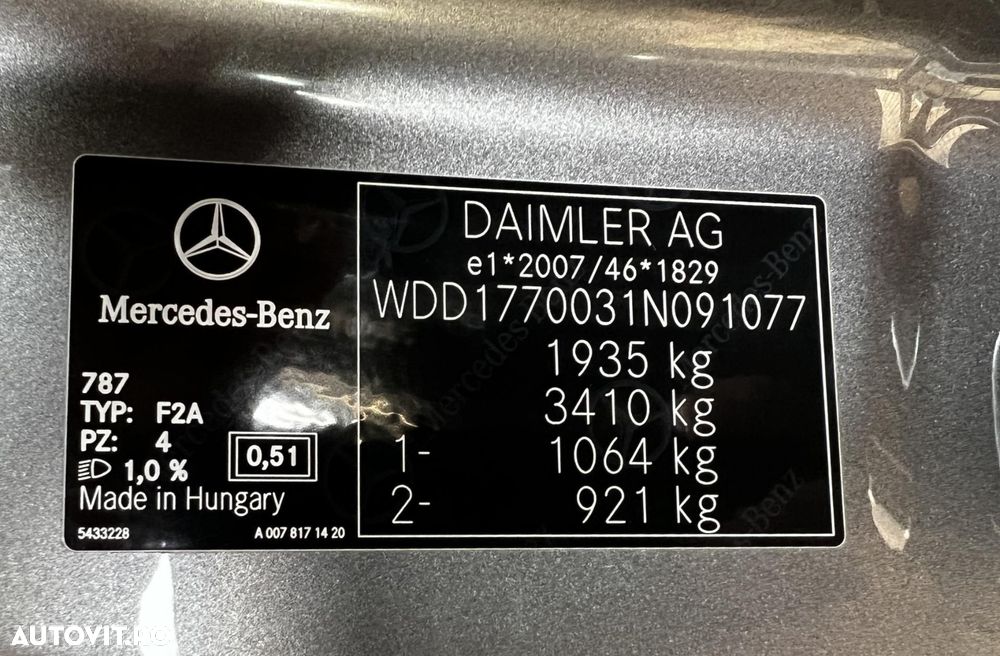 Mercedes-Benz
787
TYP: F2A
PZ: 4
1,0 %
0,51
Made in Hungary
5433228
A 007 817 14 20
DAIMLER AG
e1*2007/46*1829
WDD1770031N091077
1935 kg
3410 kg
1- 1064 kg
2- 921 kg
AUTOVIT.RO